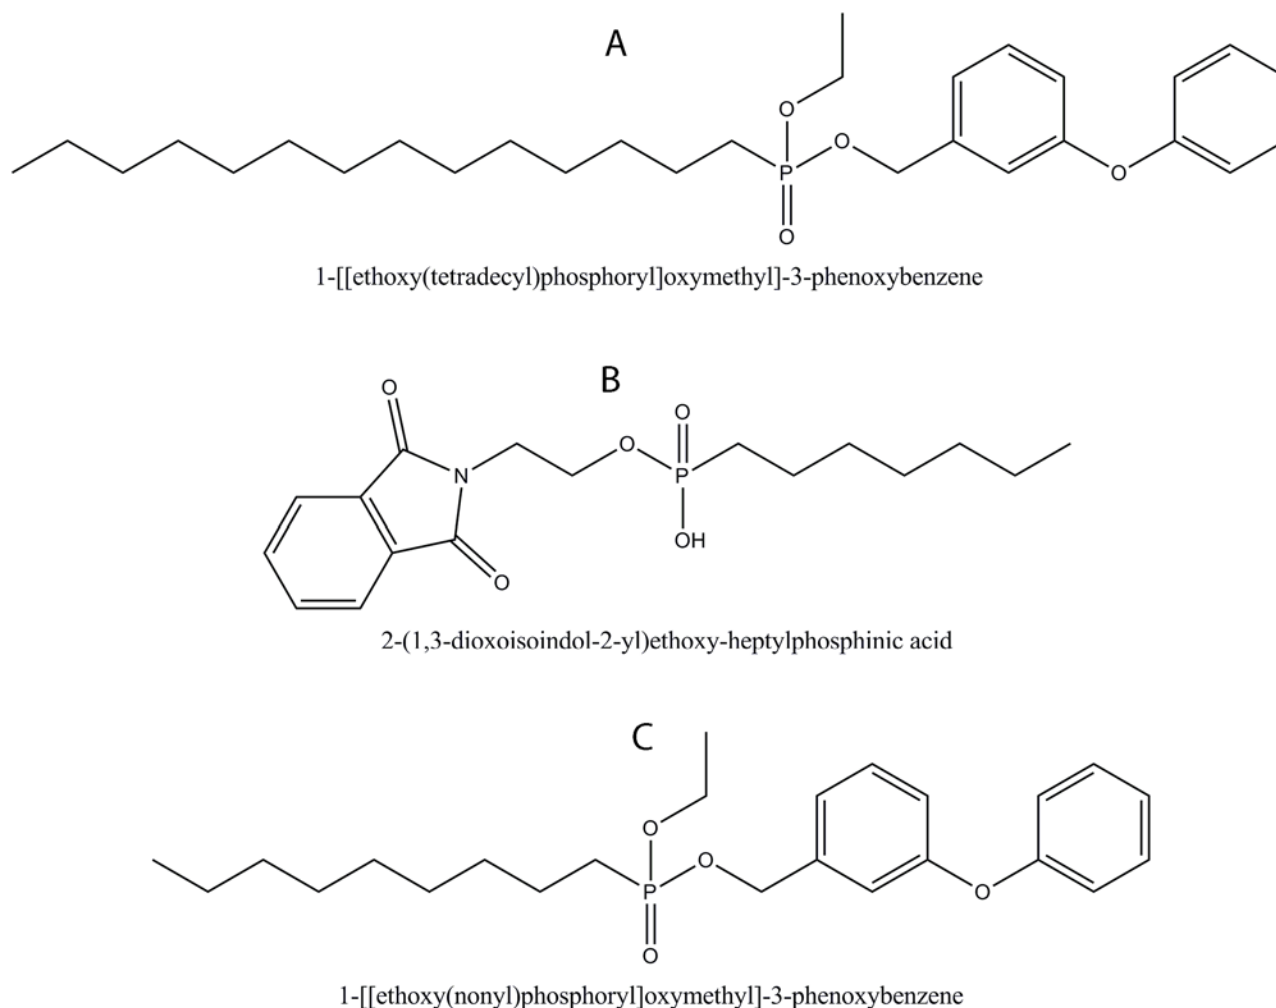 A
O
O
P
O
O
1-[[ethoxy(tetradecyl)phosphoryl]oxymethyl]-3-phenoxybenzene
B
O
O
O
N
P
OH
O
2-(1,3-dioxoisoindol-2-yl)ethoxy-heptylphosphinic acid
C
O
O
P
O
O
1-[[ethoxy(nonyl)phosphoryl]oxymethyl]-3-phenoxybenzene